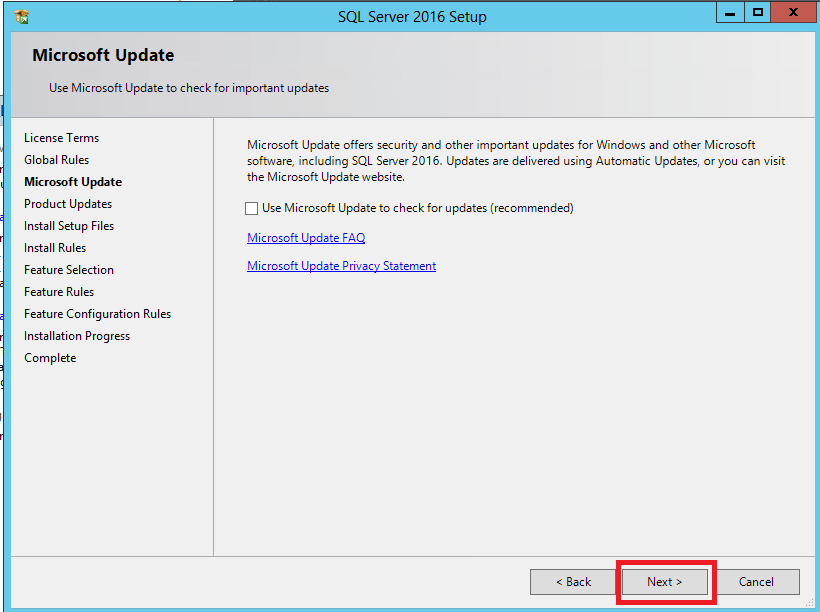 SQL Server 2016 Setup
Microsoft Update
Use Microsoft Update to check for important updates
License Terms
Global Rules
Microsoft Update
Product Updates
Install Setup Files
Install Rules
Feature Selection
Feature Rules
Feature Configuration Rules
Installation Progress
Complete
Microsoft Update offers security and other important updates for Windows and other Microsoft
software, including SQL Server 2016. Updates are delivered using Automatic Updates, or you can visit
the Microsoft Update website.
Use Microsoft Update to check for updates (recommended)
Microsoft Update FAQ
Microsoft Update Privacy Statement
< Back
Next >
Cancel